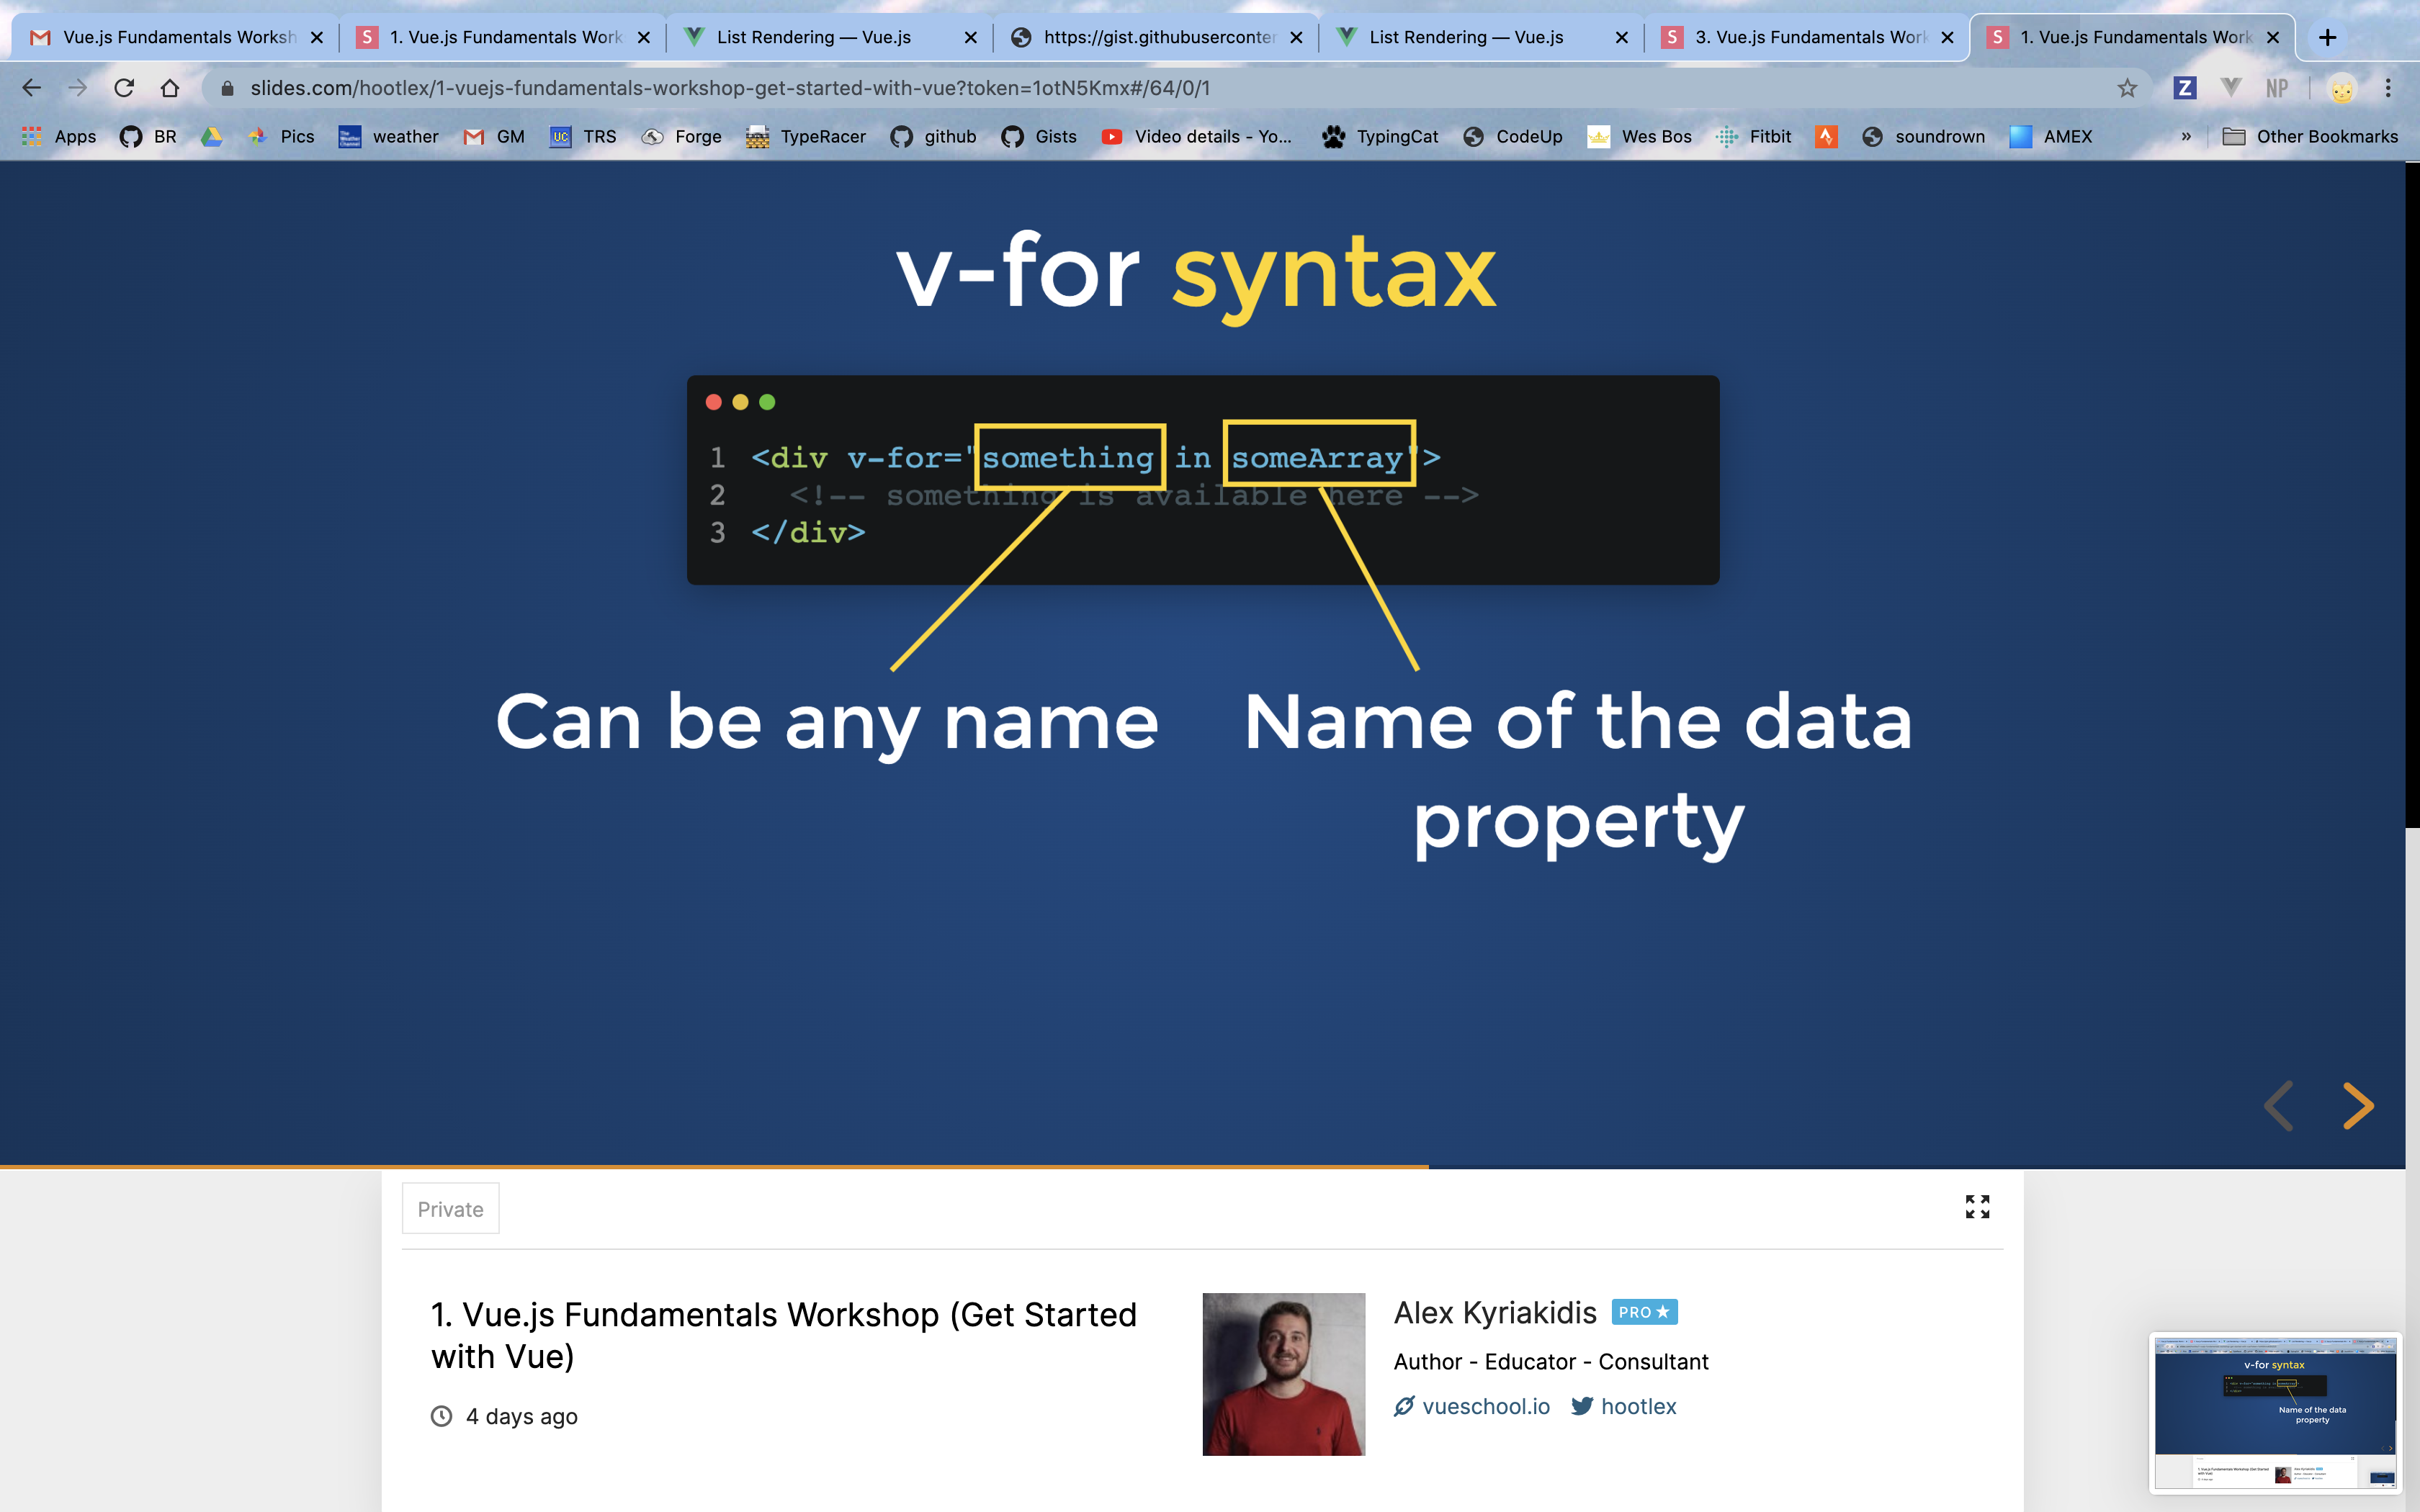 Vue.js Fundamentals Worksh
1. Vue.js Fundamentals Work
List Rendering — Vue.js
https://gist.githubuserconter
List Rendering — Vue.js
3. Vue.js Fundamentals Work
1. Vue.js Fundamentals Work
slides.com/hootlex/1-vuejs-fundamentals-workshop-get-started-with-vue?token=1otN5Kmx#/64/0/1
Z
NP
Apps
BR
Pics
weather
GM
TRS
Forge
TypeRacer
github
Gists
Video details - Yo...
TypingCat
CodeUp
Wes Bos
Fitbit
soundrown
AMEX
»
Other Bookmarks
v-for syntax
1 <div v-for="something in someArray">
2 <!-- something is available here -->
3 </div>
Can be any name
Name of the data
property
Private
1. Vue.js Fundamentals Workshop (Get Started
with Vue)
4 days ago
Alex Kyriakidis PRO ★
Author - Educator - Consultant
vueschool.io hootlex
v-for syntax
Name of the data
property